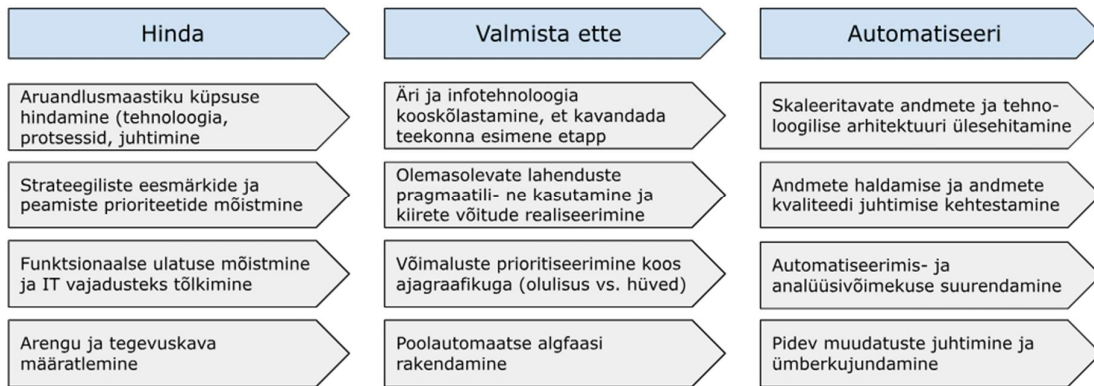 Hinda
Aruandlusmaastiku küpsuse
hindamine (tehnoloogia,
protsessid, juhtimine
Strateegiliste eesmärkide ja
peamiste prioriteetide mõistmine
Funktsionaalse ulatuse mõistmine
ja IT vajadusteks tõlkimine
Arengu ja tegevuskava
määratlemine
Valmista ette
Äri ja infotehnoloogia
kooskõlastamine, et kavandada
teekonna esimene etapp
Olemasolevate lahenduste
pragmaatili- ne kasutamine ja
kiirete võitude realiseerimine
Võimaluste prioritiseerimine koos
ajagraafikuga (olulisus vs. hüved)
Poolautomaatse algfaasi
rakendamine
Automatiseeri
Skaleeritavate andmete ja tehno-
loogilise arhitektuuri ülesehitamine
Andmete haldamise ja andmete
kvaliteedi juhtimise kehtestamine
Automatiseerimis- ja
analüüsivõimekuse suurendamine
Pidev muudatuste juhtimine ja
ümberkujundamine